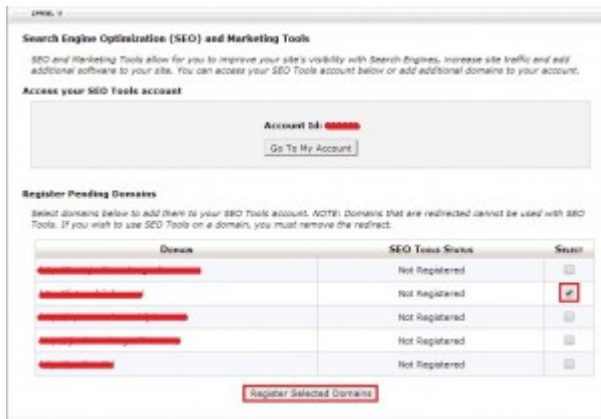 Search Engine Optimization (SEO) and Marketing Tools
SEO and Marketing Tools allow for you to improve your site's visibility with Search Engines, increase site traffic and add
additional software to your site. You can access your SEO Tools account below or add additional domains to your account.
Access your SEO Tools account
Account Id:
Go To My Account
Register Pending Domains
Select domains below to add them to your SEO Tools account. NOTE: Domains that are redirected cannot be used with SEO
Tools. If you wish to use SEO Tools on a domain, you must remove the redirect.
Domain SEO Tools Status Select
Not Registered
Not Registered
Not Registered
Not Registered
Not Registered
Register Selected Domains